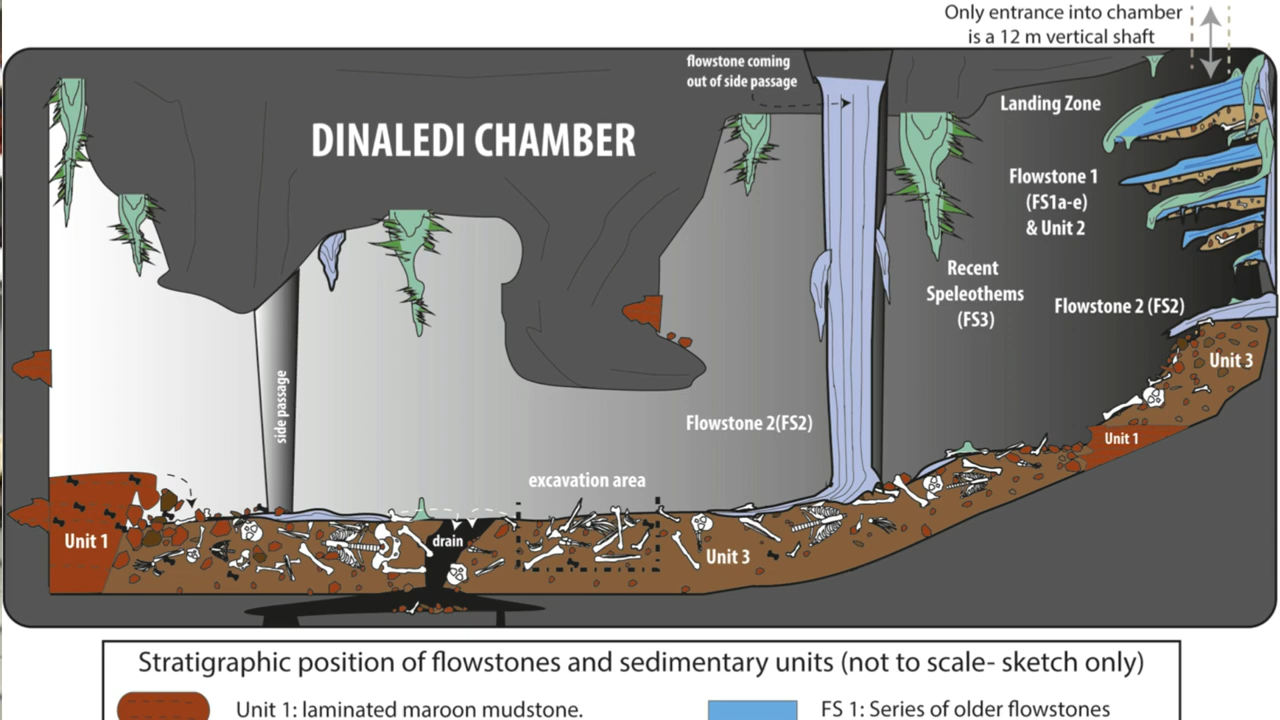 Only entrance into chamber
is a 12 m vertical shaft
flowstone coming
out of side passage
DINALEDI CHAMBER
Landing Zone
Flowstone 1
(FS1a-e)
& Unit 2
Recent
Speleothems
(FS3)
Flowstone 2 (FS2)
Unit 3
side passage
Flowstone 2(FS2)
Unit 1
excavation area
Unit 1
drain
Unit 3
Stratigraphic position of flowstones and sedimentary units (not to scale- sketch only)
Unit 1: laminated maroon mudstone.
FS 1: Series of older flowstones